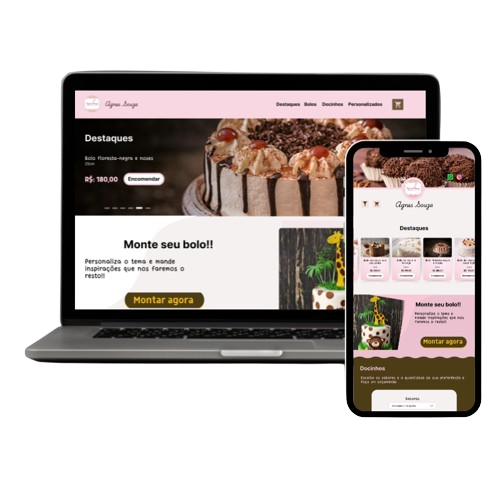 Agnes Souza
Destaques Bolos Docinhos Personalizados
Destaques
Bolo floresta-negra e nozes
R$: 180,00 Encomendar
Monte seu bolo!!
Personaliza o tema e mande
inspirações que nos faremos o
resto!!
Montar agora
Agnes Souza
Destaques
Monte seu bolo!!
Personaliza o tema e
mande inspirações que nos
faremos o resto!!
Montar agora
Docinhos